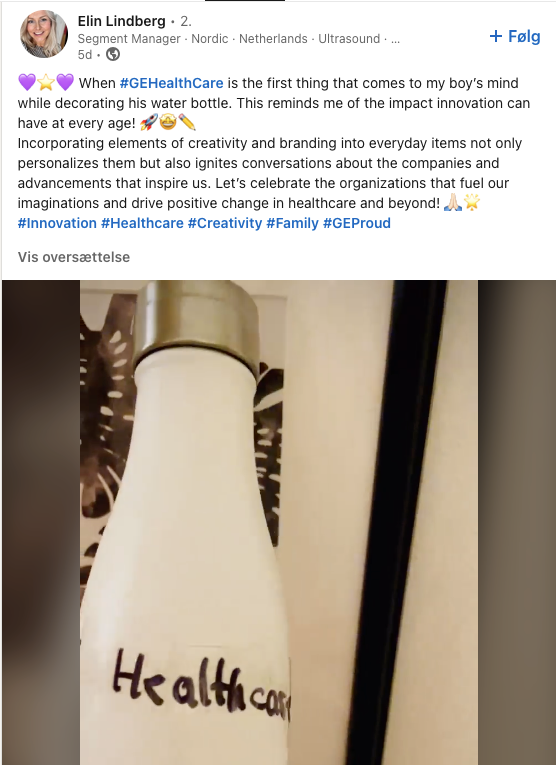 Elin Lindberg • 2.
Segment Manager · Nordic · Netherlands · Ultrasound · ...
5d •
+ Følg
💜⭐💜 When #GEHealthCare is the first thing that comes to my boy's mind
while decorating his water bottle. This reminds me of the impact innovation can
have at every age! 🚀🤩✏️
Incorporating elements of creativity and branding into everyday items not only
personalizes them but also ignites conversations about the companies and
advancements that inspire us. Let's celebrate the organizations that fuel our
imaginations and drive positive change in healthcare and beyond! 🙏🏻🌟
#Innovation #Healthcare #Creativity #Family #GEProud
Vis oversættelse
Healthcare